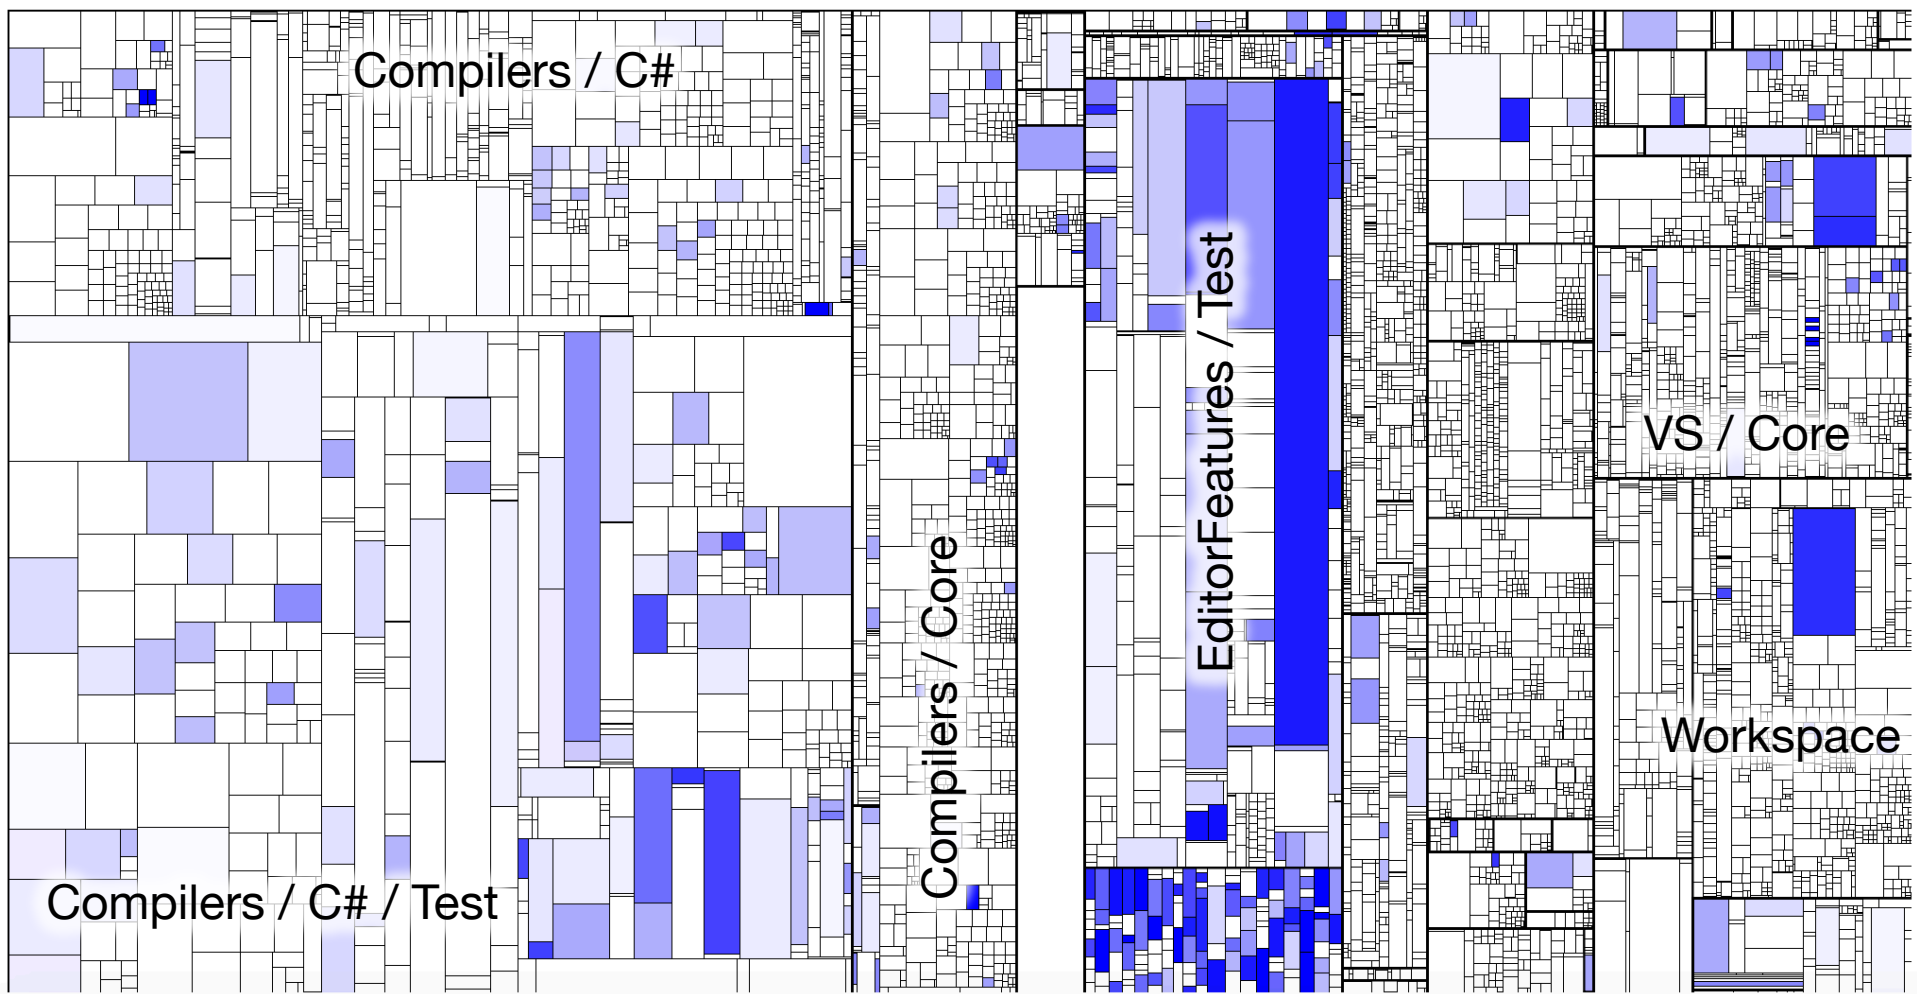 Compilers / C#
EditorFeatures / Test
VS / Core
Compilers / Core
Workspace
Compilers / C# / Test